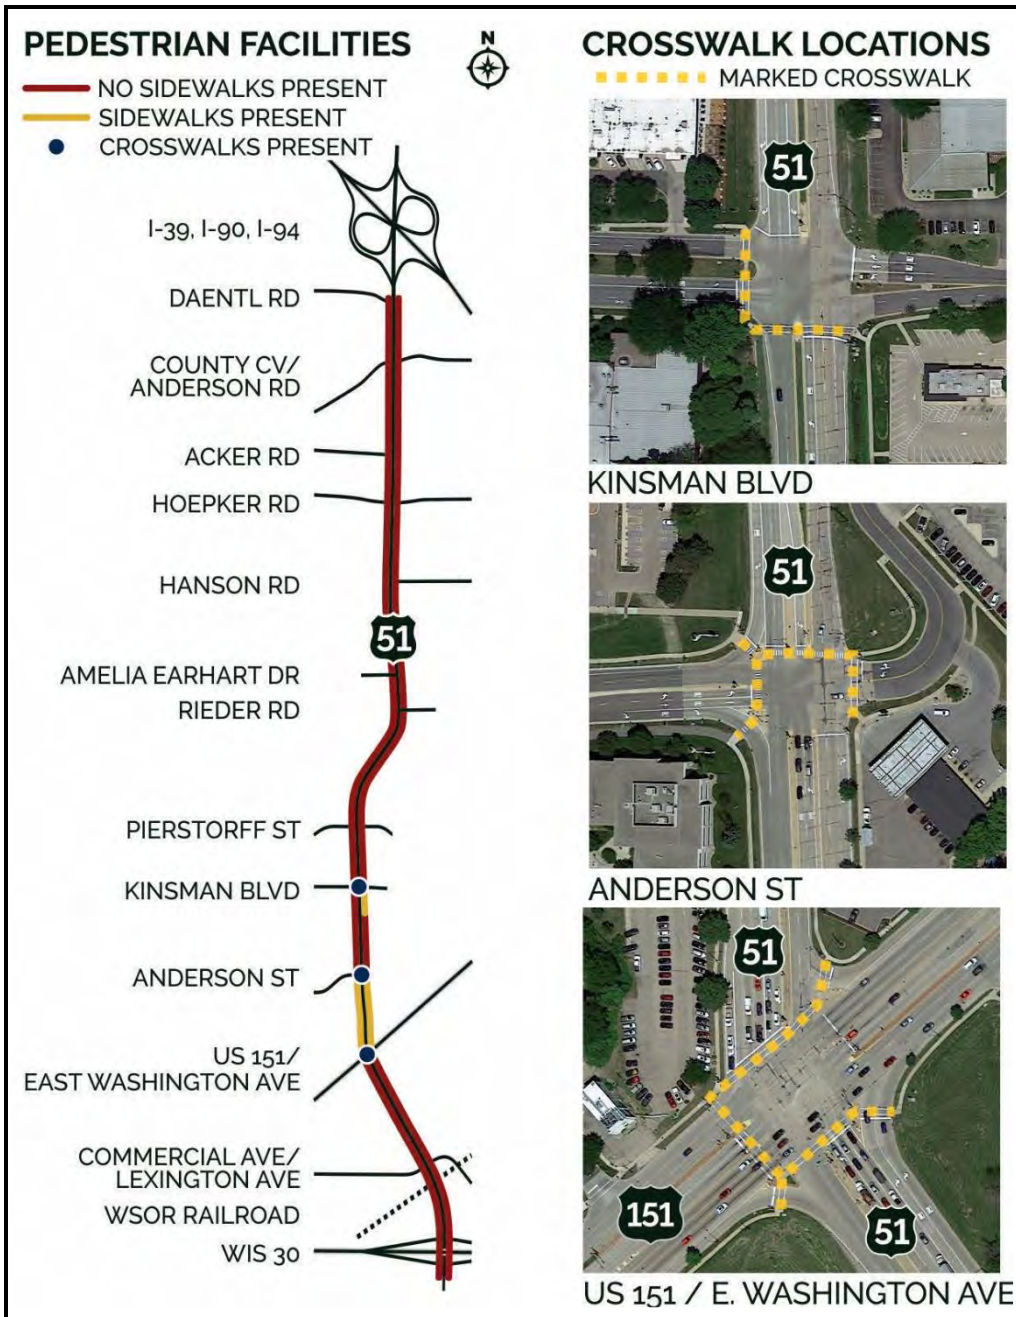 PEDESTRIAN FACILITIES
N
NO SIDEWALKS PRESENT
SIDEWALKS PRESENT
CROSSWALKS PRESENT
I-39, I-90, I-94
DAENTL RD
COUNTY CV/
ANDERSON RD
ACKER RD
HOEPKER RD
HANSON RD
51
AMELIA EARHART DR
RIEDER RD
PIERSTORFF ST
KINSMAN BLVD
ANDERSON ST
US 151/
EAST WASHINGTON AVE
COMMERCIAL AVE/
LEXINGTON AVE
WSOR RAILROAD
WIS 30
CROSSWALK LOCATIONS
MARKED CROSSWALK
51
KINSMAN BLVD
51
ANDERSON ST
51
151
51
US 151 / E. WASHINGTON AVE